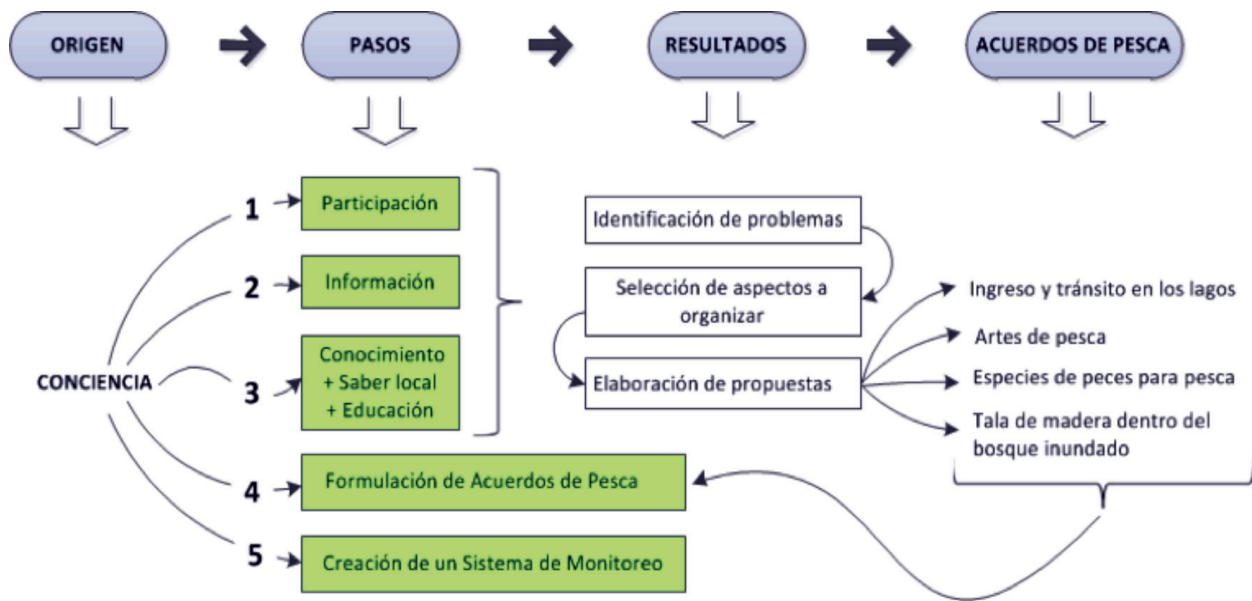 ORIGEN
PASOS
RESULTADOS
ACUERDOS DE PESCA
CONCIENCIA
1
Participación
2
Información
3
Conocimiento
+ Saber local
+ Educación
4
Formulación de Acuerdos de Pesca
5
Creación de un Sistema de Monitoreo
Identificación de problemas
Selección de aspectos a
organizar
Elaboración de propuestas
Ingreso y tránsito en los lagos
Artes de pesca
Especies de peces para pesca
Tala de madera dentro del
bosque inundado